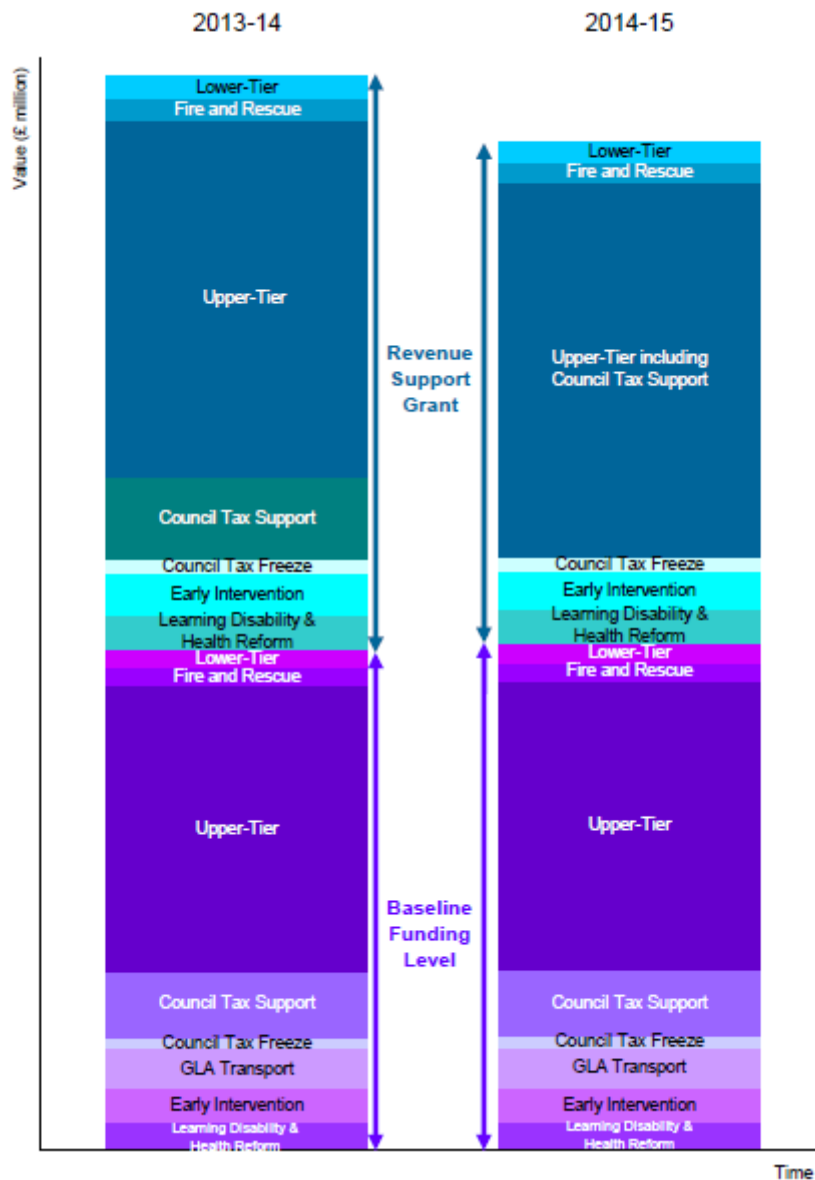 2013-14
2014-15
Value (£ million)
Lower-Tier
Fire and Rescue
Upper-Tier
Council Tax Support
Council Tax Freeze
Early Intervention
Learning Disability &
Health Reform
Lower-Tier
Fire and Rescue
Upper-Tier
Council Tax Support
Council Tax Freeze
GLA Transport
Early Intervention
Learning Disability &
Health Reform
Revenue
Support
Grant
Baseline
Funding
Level
Lower-Tier
Fire and Rescue
Upper-Tier including
Council Tax Support
Council Tax Freeze
Early Intervention
Learning Disability &
Health Reform
Lower-Tier
Fire and Rescue
Upper-Tier
Council Tax Support
Council Tax Freeze
GLA Transport
Early Intervention
Learning Disability &
Health Reform
Time